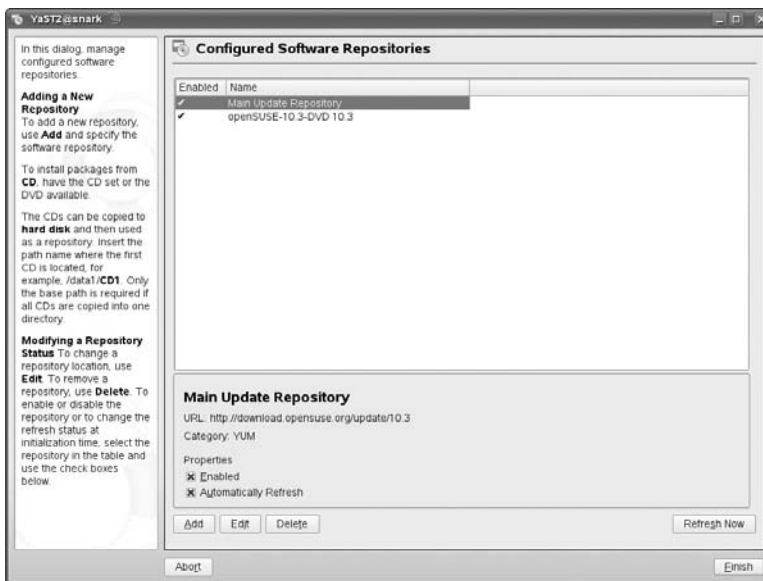 YaST2@snark
In this dialog, manage
configured software
repositories.
Adding a New
Repository
To add a new repository,
use Add and specify the
software repository.
To install packages from
CD, have the CD set or the
DVD available.
The CDs can be copied to
hard disk and then used
as a repository. Insert the
path name where the first
CD is located, for
example, /data1/CD1. Only
the base path is required if
all CDs are copied into one
directory.
Modifying a Repository
Status To change a
repository location, use
Edit. To remove a
repository, use Delete. To
enable or disable the
repository or to change the
refresh status at
initialization time, select the
repository in the table and
use the check boxes
below.
Configured Software Repositories
Enabled Name
Main Update Repository
openSUSE-10.3-DVD 10.3
Main Update Repository
URL: http://download.opensuse.org/update/10.3
Category: YUM
Properties
Enabled
Automatically Refresh
Add Edit Delete Refresh Now
Abort Finish